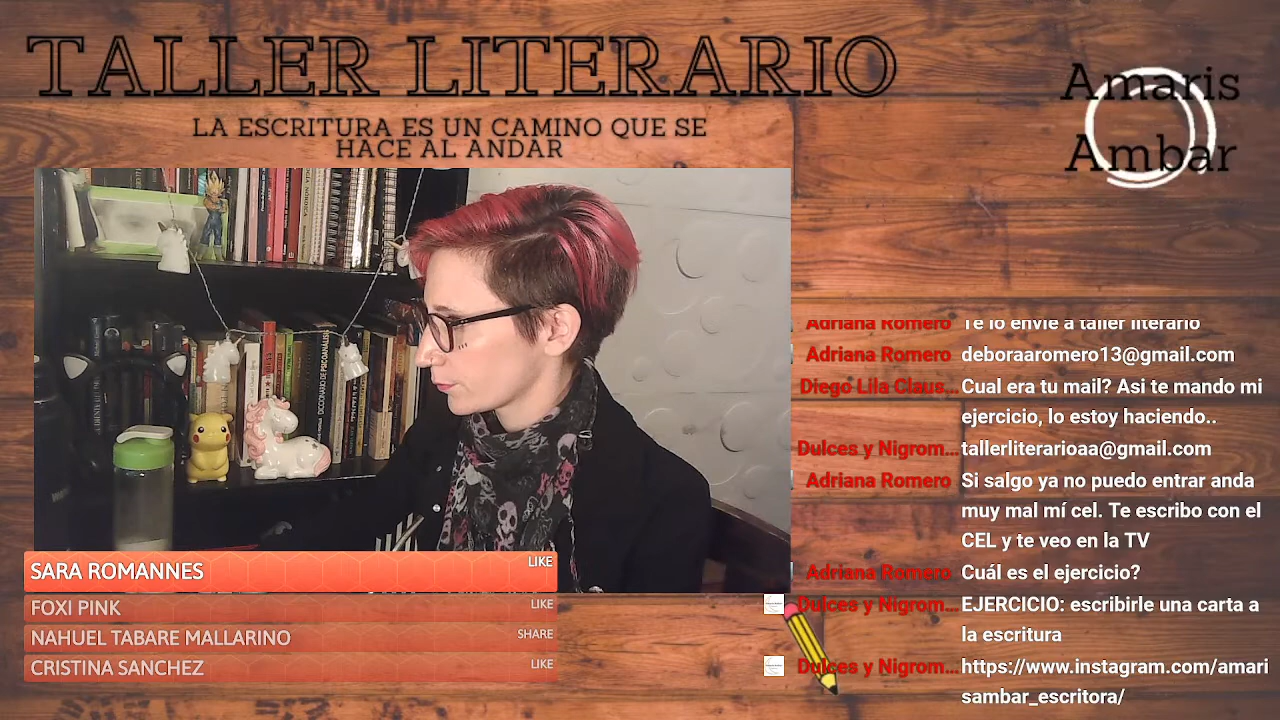 TALLER LITERARIO
LA ESCRITURA ES UN CAMINO QUE SE
HACE AL ANDAR
Amaris
Ambar
Adriana Romero Te lo envie a taller literario
Adriana Romero deboraaromero13@gmail.com
Diego Lila Claus... Cual era tu mail? Asi te mando mi
ejercicio, lo estoy haciendo..
Dulces y Nigrom... tallerliterarioaa@gmail.com
Adriana Romero Si salgo ya no puedo entrar anda
muy mal mí cel. Te escribo con el
CEL y te veo en la TV
Adriana Romero Cuál es el ejercicio?
Dulces y Nigrom... EJERCICIO: escribirle una carta a
la escritura
Dulces y Nigrom... https://www.instagram.com/amari
sambar_escritora/
SARA ROMANNES LIKE
FOXI PINK LIKE
NAHUEL TABARE MALLARINO SHARE
CRISTINA SANCHEZ LIKE
DICCIONARIO DE PSICOANÁLISIS